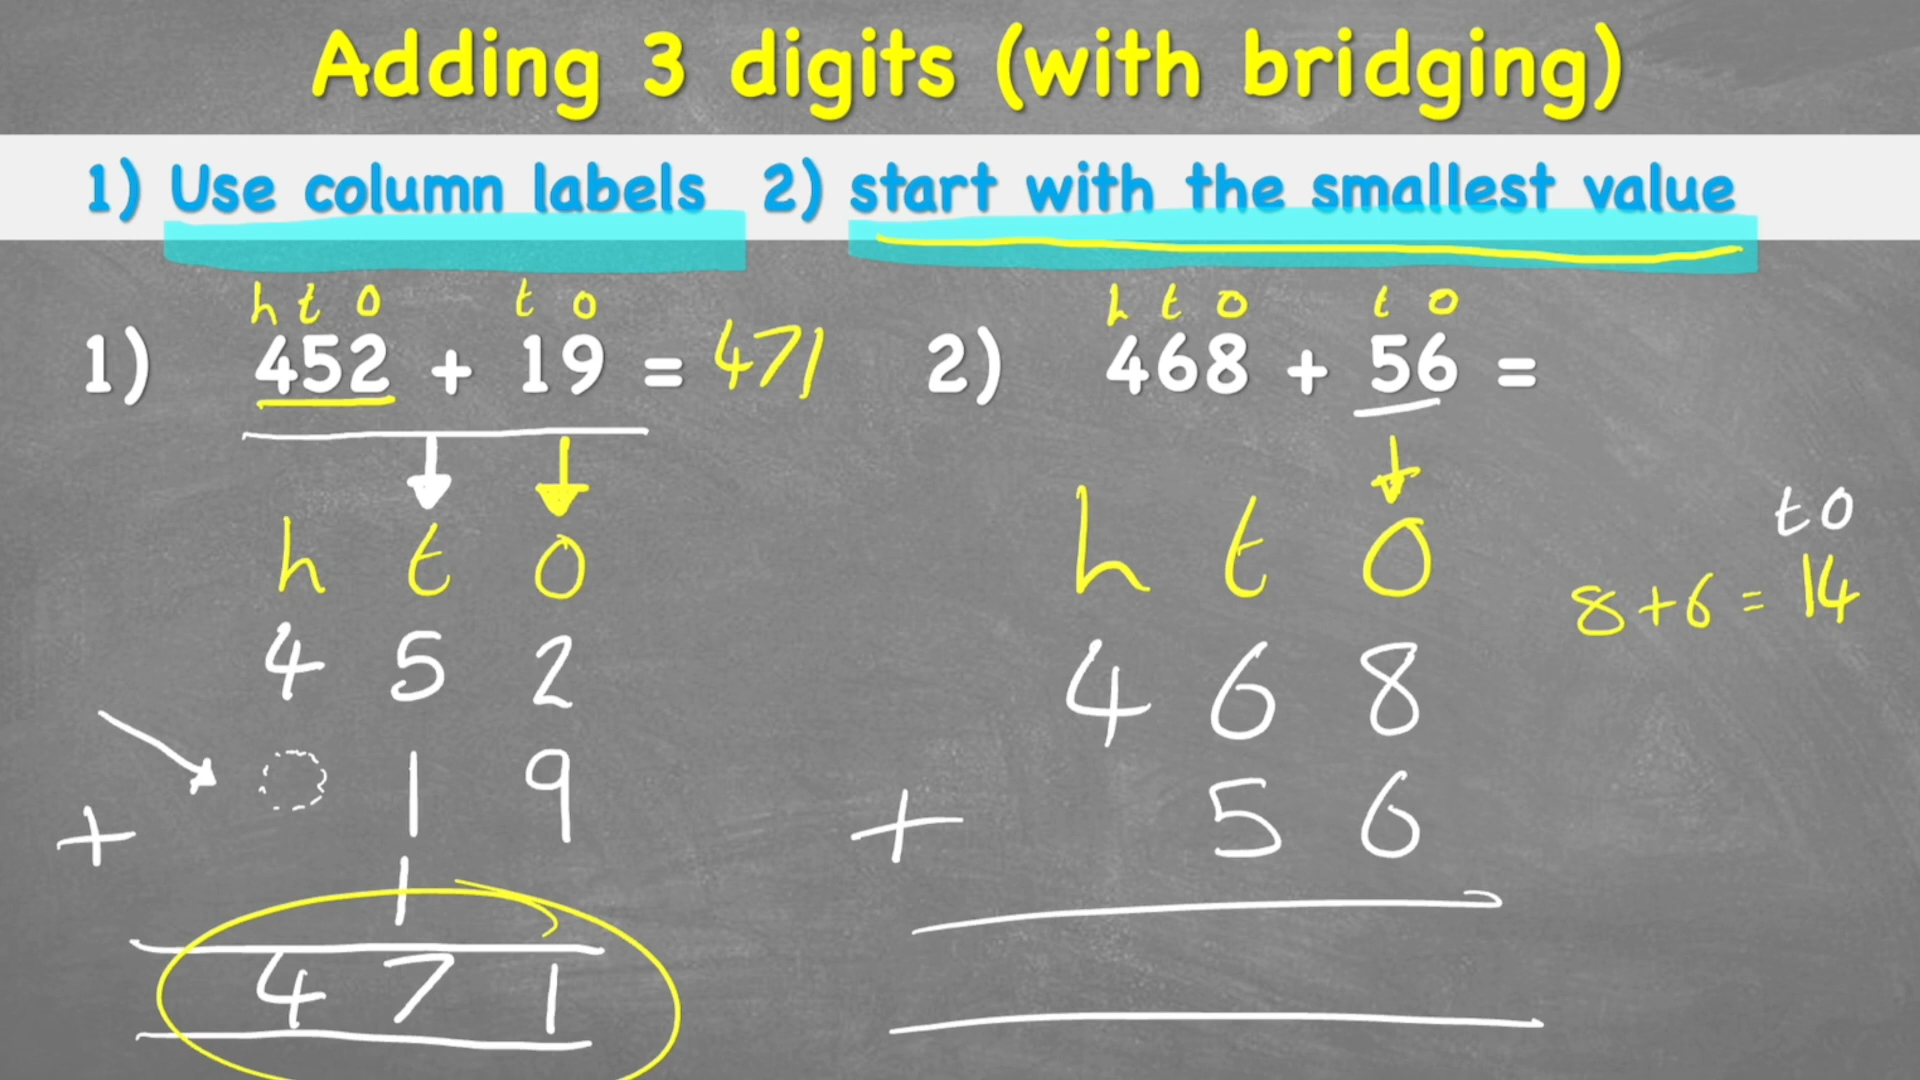 Adding 3 digits (with bridging)
1) Use column labels 2) start with the smallest value
h t o t o
1) 452 + 19 = 471
h t o
4 5 2
1 9
+
1
4 7 1
h t o t o
2) 468 + 56 =
h t o
4 6 8
+ 5 6
t o
8 + 6 = 14